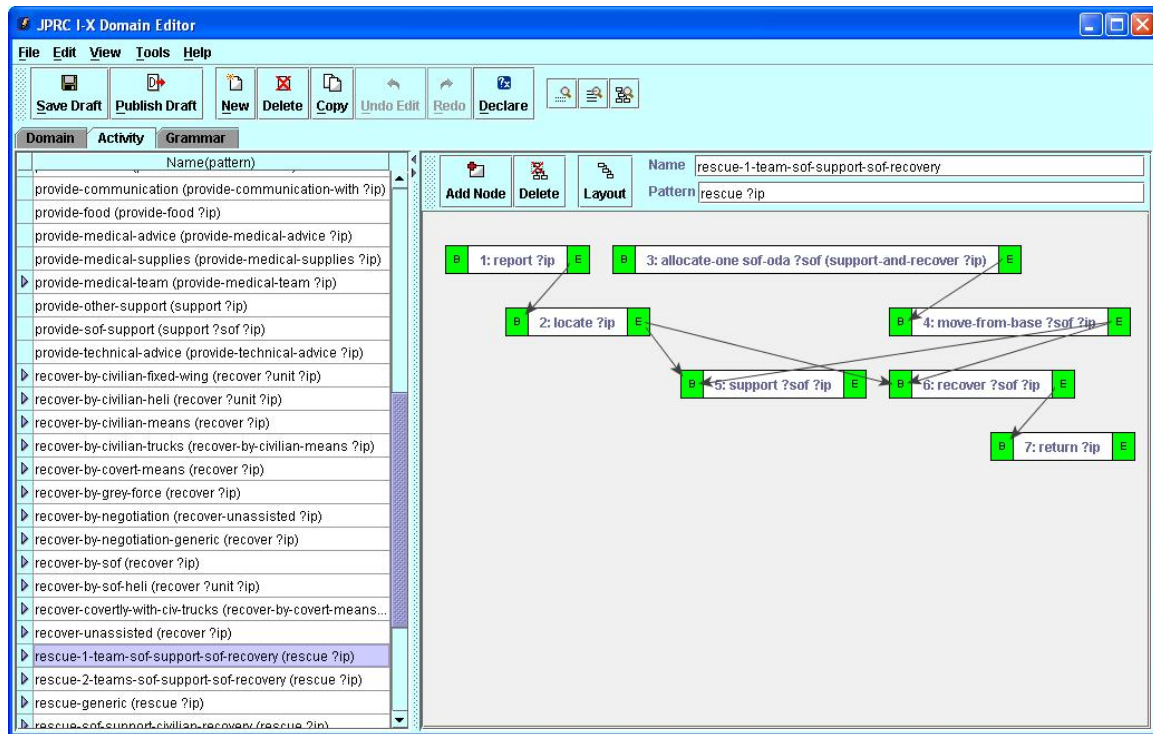 JPRC I-X Domain Editor
File Edit View Tools Help
Save Draft Publish Draft New Delete Copy Undo Edit Redo Declare
Domain Activity Grammar
Name(pattern)
provide-communication (provide-communication-with ?ip)
provide-food (provide-food ?ip)
provide-medical-advice (provide-medical-advice ?ip)
provide-medical-supplies (provide-medical-supplies ?ip)
provide-medical-team (provide-medical-team ?ip)
provide-other-support (support ?ip)
provide-sof-support (support ?sof ?ip)
provide-technical-advice (provide-technical-advice ?ip)
recover-by-civilian-fixed-wing (recover ?unit ?ip)
recover-by-civilian-heli (recover ?unit ?ip)
recover-by-civilian-means (recover ?ip)
recover-by-civilian-trucks (recover-by-civilian-means ?ip)
recover-by-covert-means (recover ?ip)
recover-by-grey-force (recover ?ip)
recover-by-negotiation (recover-unassisted ?ip)
recover-by-negotiation-generic (recover ?ip)
recover-by-sof (recover ?ip)
recover-by-sof-heli (recover ?unit ?ip)
recover-covertly-with-civ-trucks (recover-by-covert-means...
recover-unassisted (recover ?ip)
rescue-1-team-sof-support-sof-recovery (rescue ?ip)
rescue-2-teams-sof-support-sof-recovery (rescue ?ip)
rescue-generic (rescue ?ip)
rescue-sof-support-civilian-recovery (rescue ?ip)
Add Node Delete Layout
Name rescue-1-team-sof-support-sof-recovery
Pattern rescue ?ip
B 1: report ?ip E B 3: allocate-one sof-oda ?sof (support-and-recover ?ip) E
B 2: locate ?ip E B 4: move-from-base ?sof ?ip E
B 5: support ?sof ?ip E B 6: recover ?sof ?ip E
B 7: return ?ip E